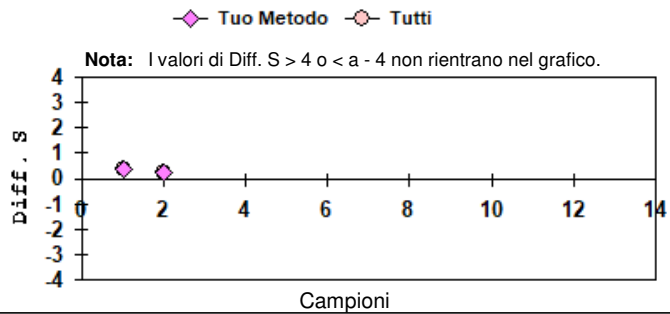 Tuo Metodo Tutti
Nota: I valori di Diff. S > 4 o < a - 4 non rientrano nel grafico.
4
3
2
1
0
-1
-2
-3
-4
Diff. S
0 2 4 6 8 10 12 14
Campioni